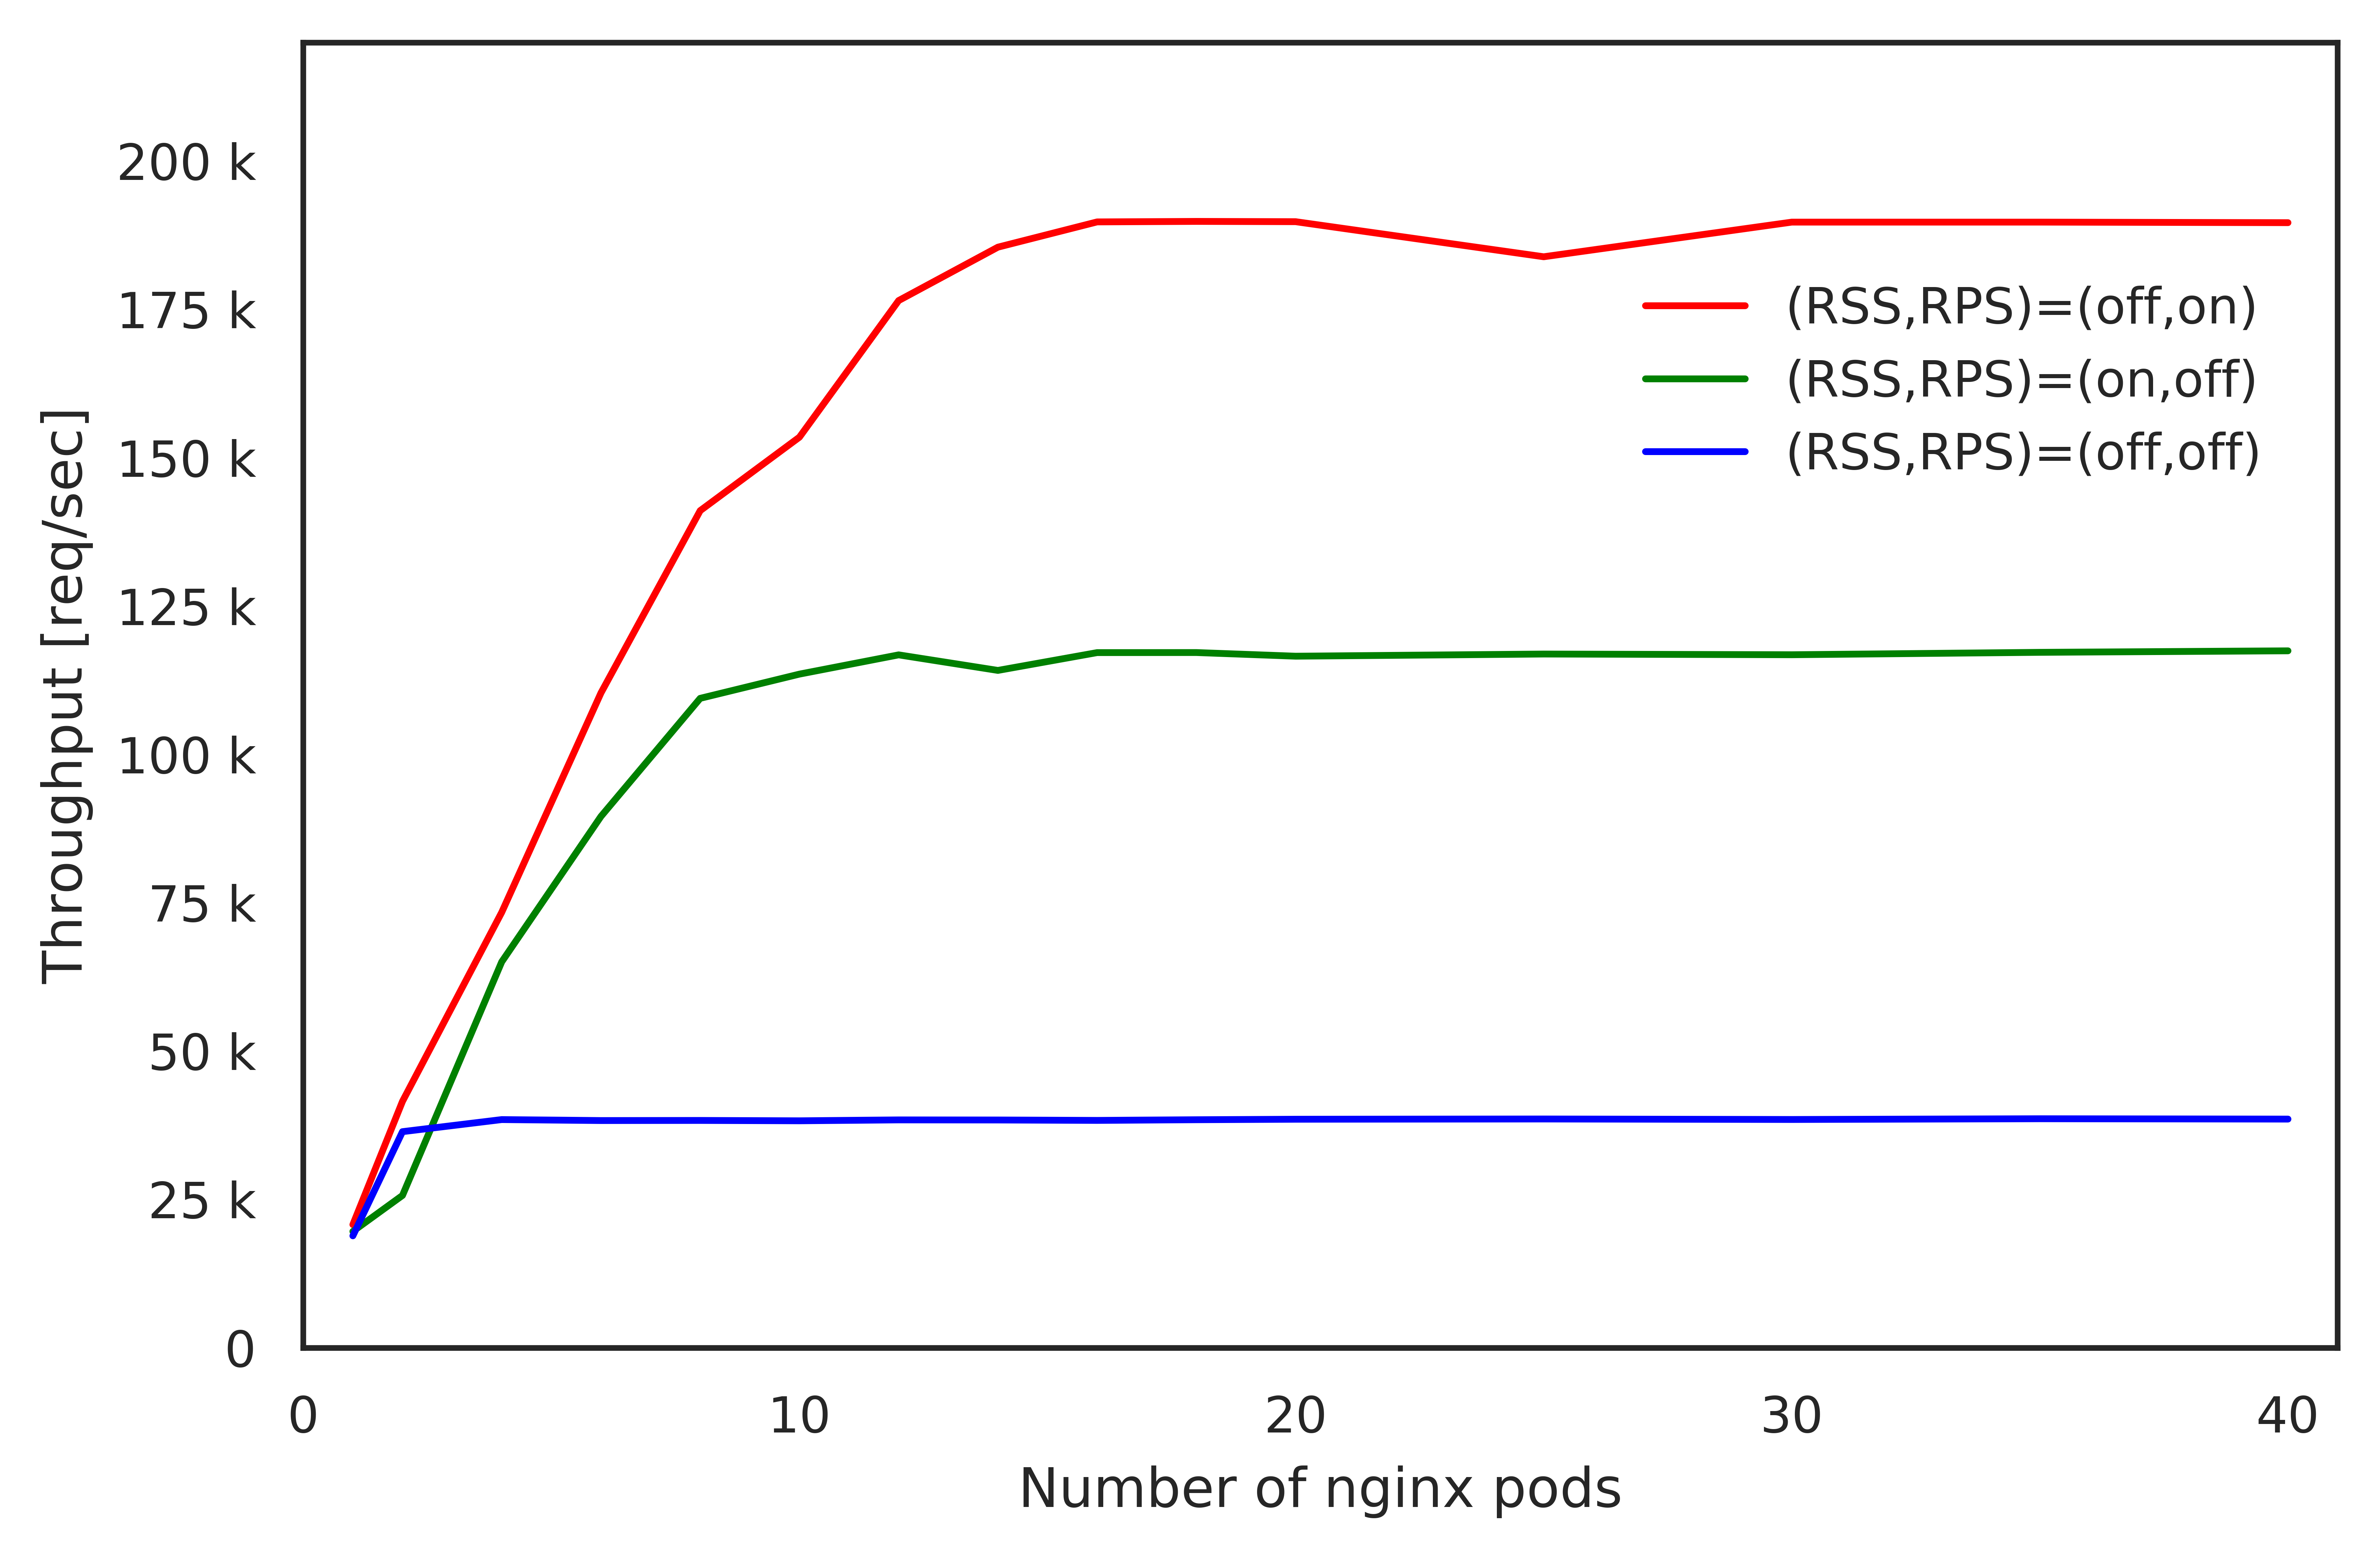 200 k
175 k
150 k
125 k
100 k
75 k
50 k
25 k
0
Throughput [req/sec]
(RSS,RPS)=(off,on)
(RSS,RPS)=(on,off)
(RSS,RPS)=(off,off)
0 10 20 30 40
Number of nginx pods